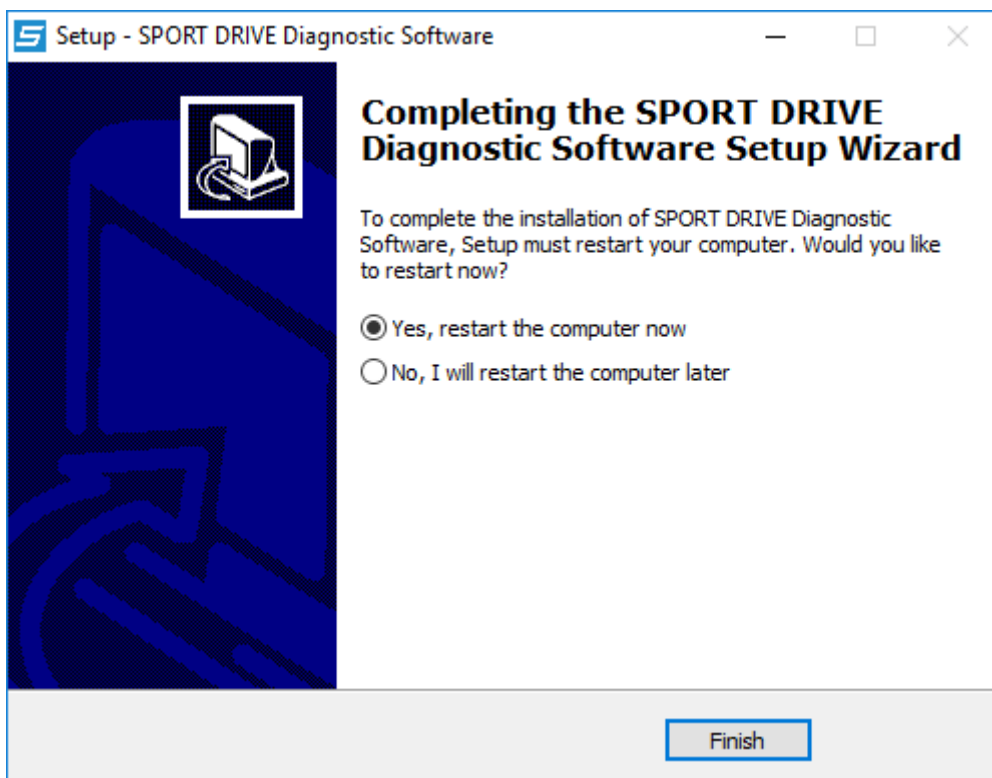 Setup - SPORT DRIVE Diagnostic Software
Completing the SPORT DRIVE
Diagnostic Software Setup Wizard
To complete the installation of SPORT DRIVE Diagnostic
Software, Setup must restart your computer. Would you like
to restart now?
Yes, restart the computer now
No, I will restart the computer later
Finish